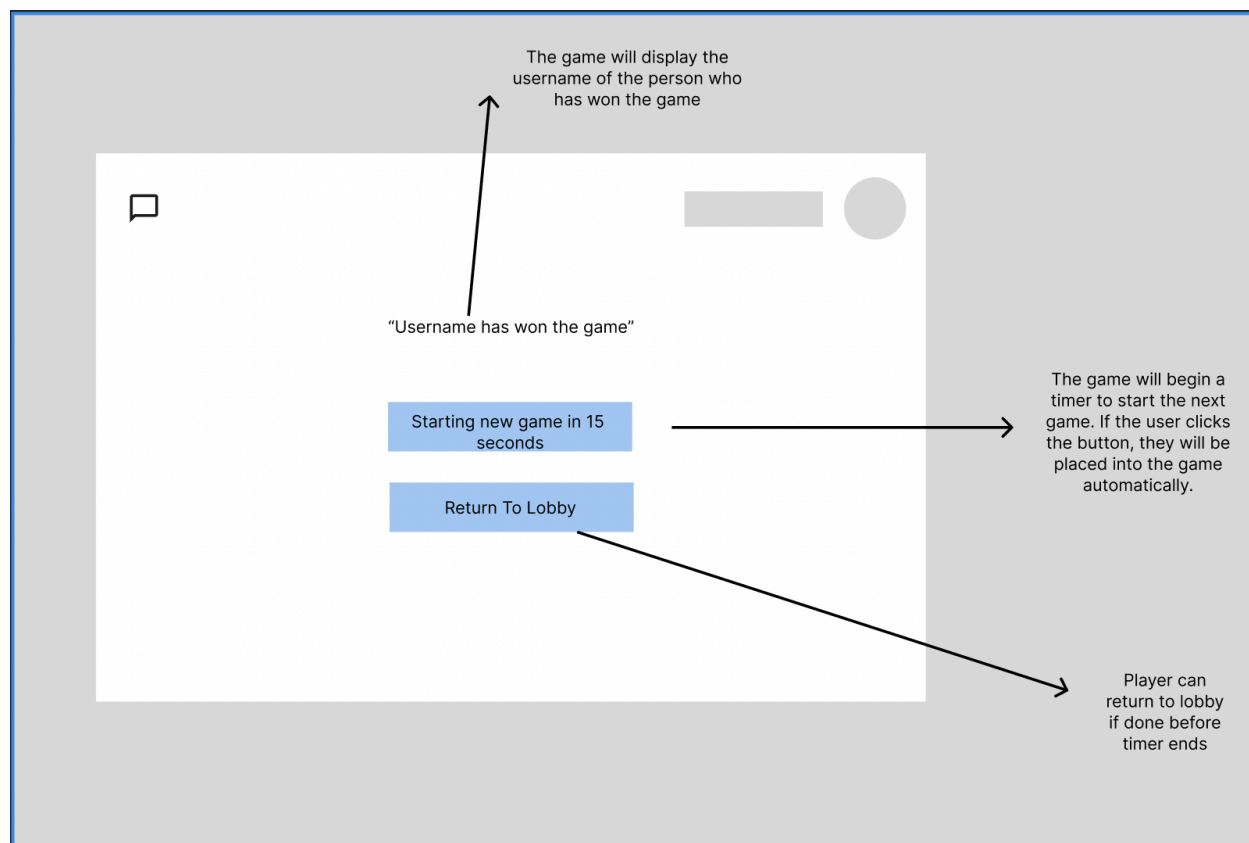 The game will display the
username of the person who
has won the game
“Username has won the game”
Starting new game in 15
seconds
Return To Lobby
The game will begin a
timer to start the next
game. If the user clicks
the button, they will be
placed into the game
automatically.
Player can
return to lobby
if done before
timer ends